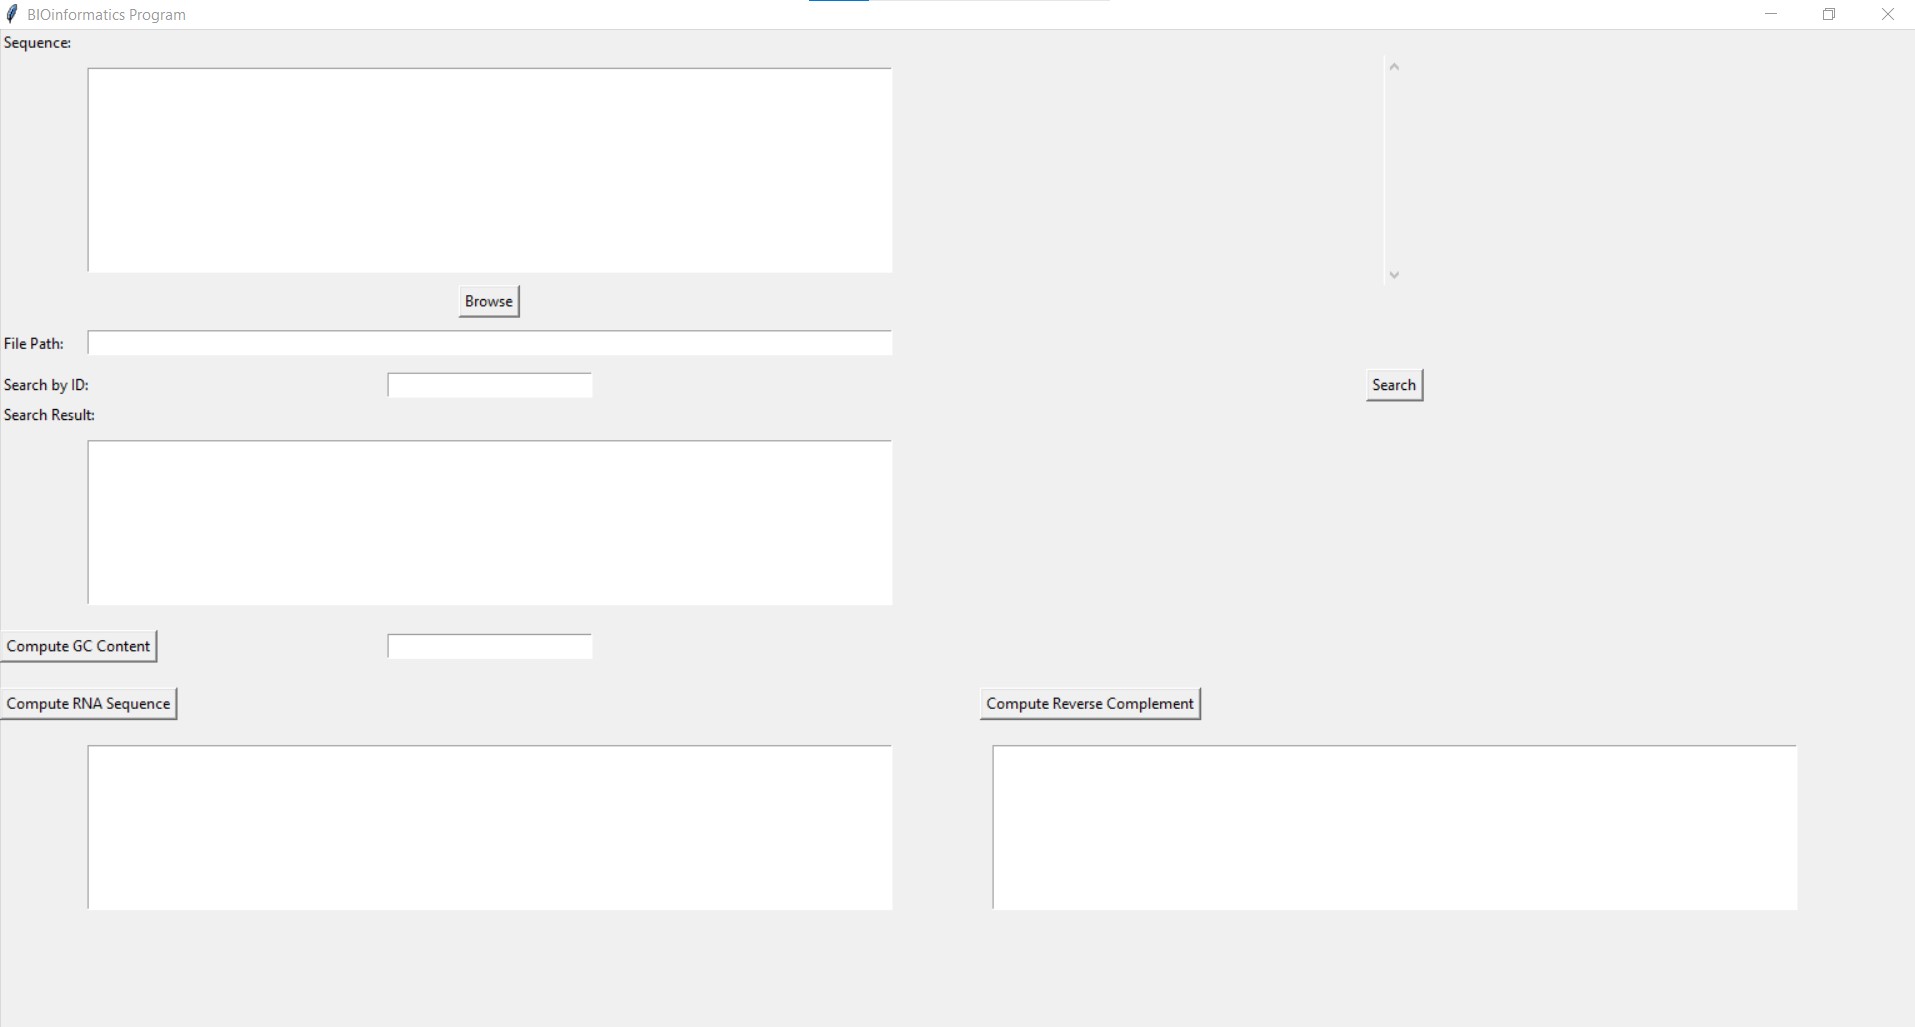 BIOinformatics Program
Sequence:
Browse
File Path:
Search by ID:
Search
Search Result:
Compute GC Content
Compute RNA Sequence
Compute Reverse Complement